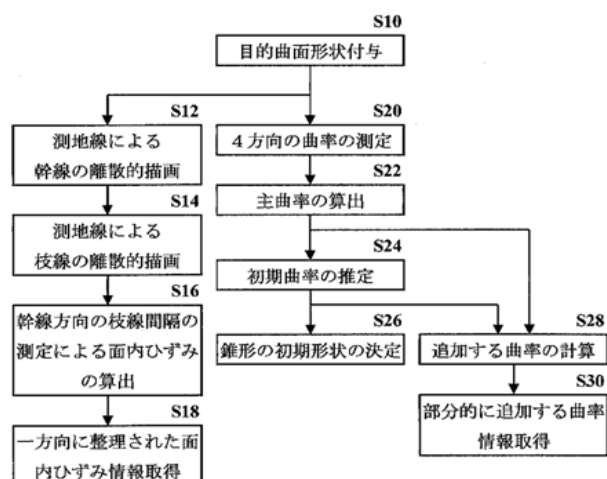 S10
目的曲面形状付与
S12
測地線による
幹線の離散的描画
S14
測地線による
枝線の離散的描画
S16
幹線方向の枝線間隔の
測定による面内ひずみ
の算出
S18
一方向に整理された面
内ひずみ情報取得
S20
４方向の曲率の測定
S22
主曲率の算出
S24
初期曲率の推定
S26
錐形の初期形状の決定
S28
追加する曲率の計算
S30
部分的に追加する曲率
情報取得